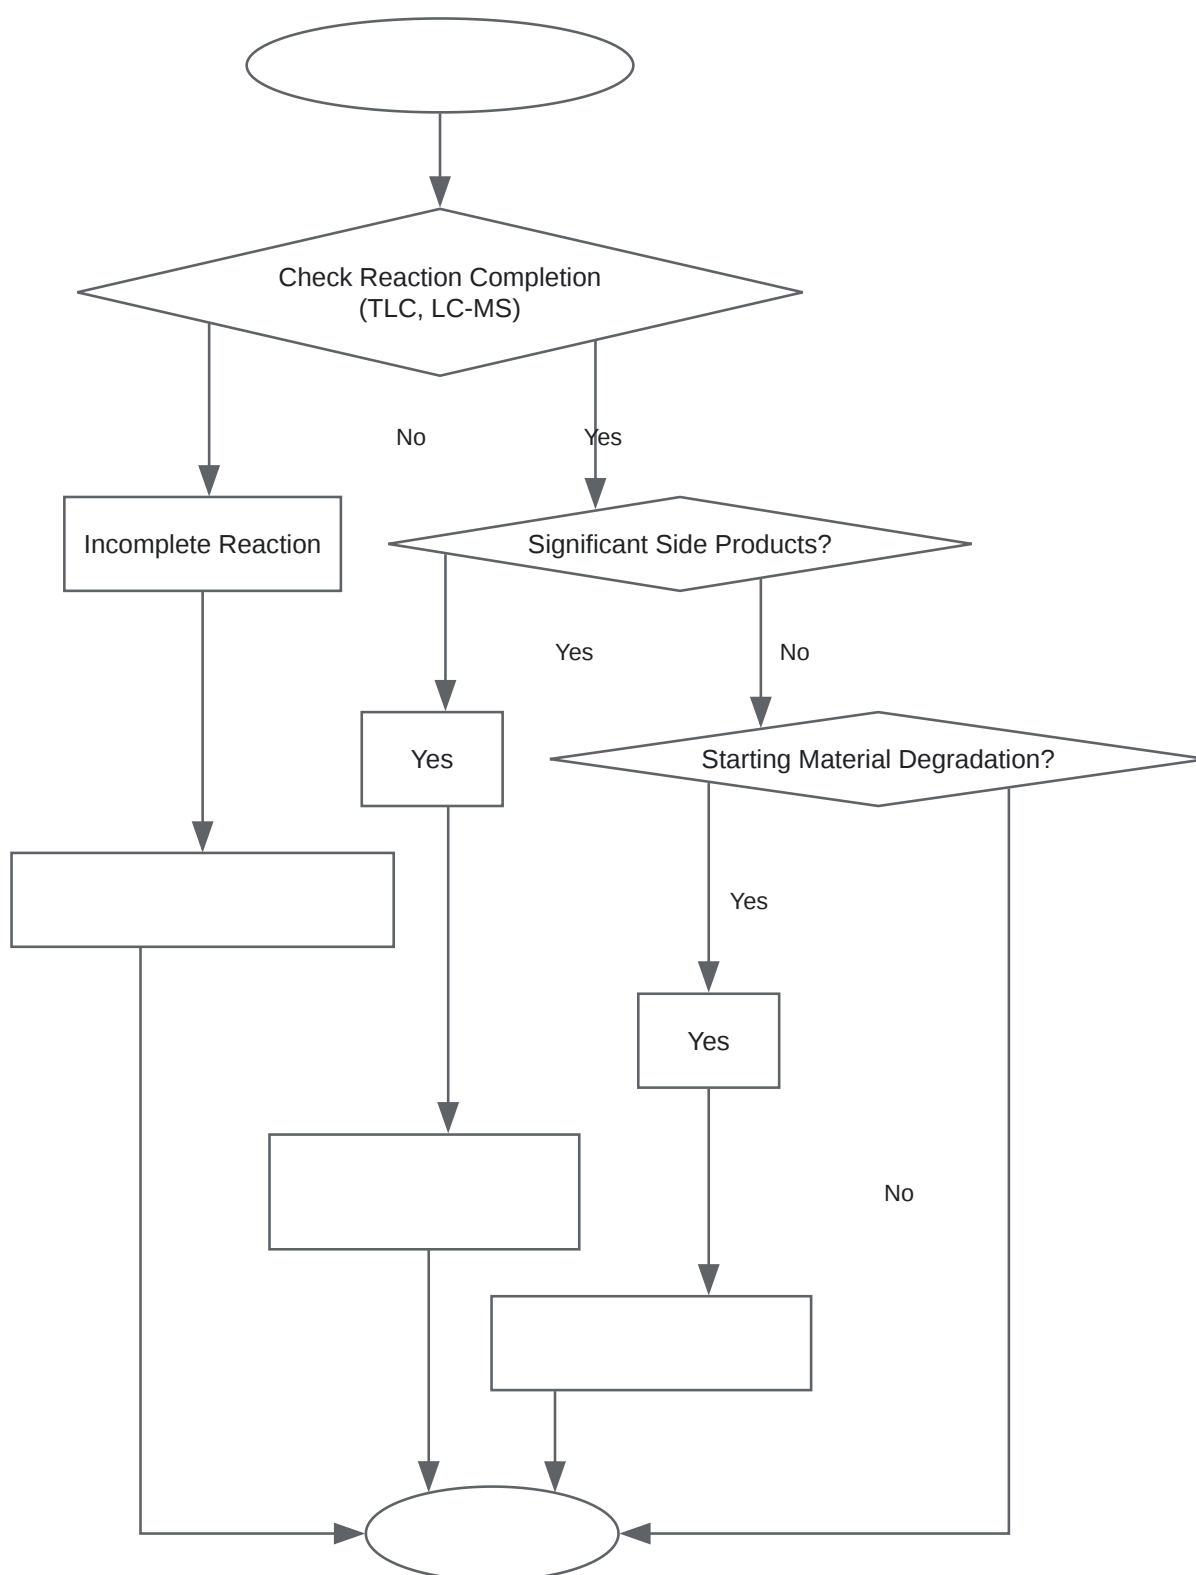 Check Reaction Completion
(TLC, LC-MS)
No
Yes
Incomplete Reaction
Significant Side Products?
Yes
No
Yes
Starting Material Degradation?
Yes
Yes
No